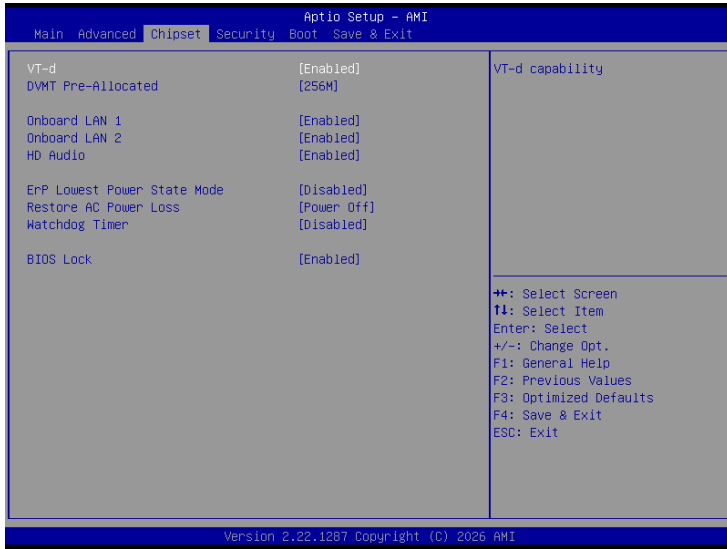 Aptio Setup – AMI
Main Advanced Chipset Security Boot Save & Exit
VT-d [Enabled]
DVMT Pre-Allocated [256M]
Onboard LAN 1 [Enabled]
Onboard LAN 2 [Enabled]
HD Audio [Enabled]
ErP Lowest Power State Mode [Disabled]
Restore AC Power Loss [Power Off]
Watchdog Timer [Disabled]
BIOS Lock [Enabled]
VT-d capability
→←: Select Screen
↑↓: Select Item
Enter: Select
+/-: Change Opt.
F1: General Help
F2: Previous Values
F3: Optimized Defaults
F4: Save & Exit
ESC: Exit
Version 2.22.1287 Copyright (C) 2026 AMI